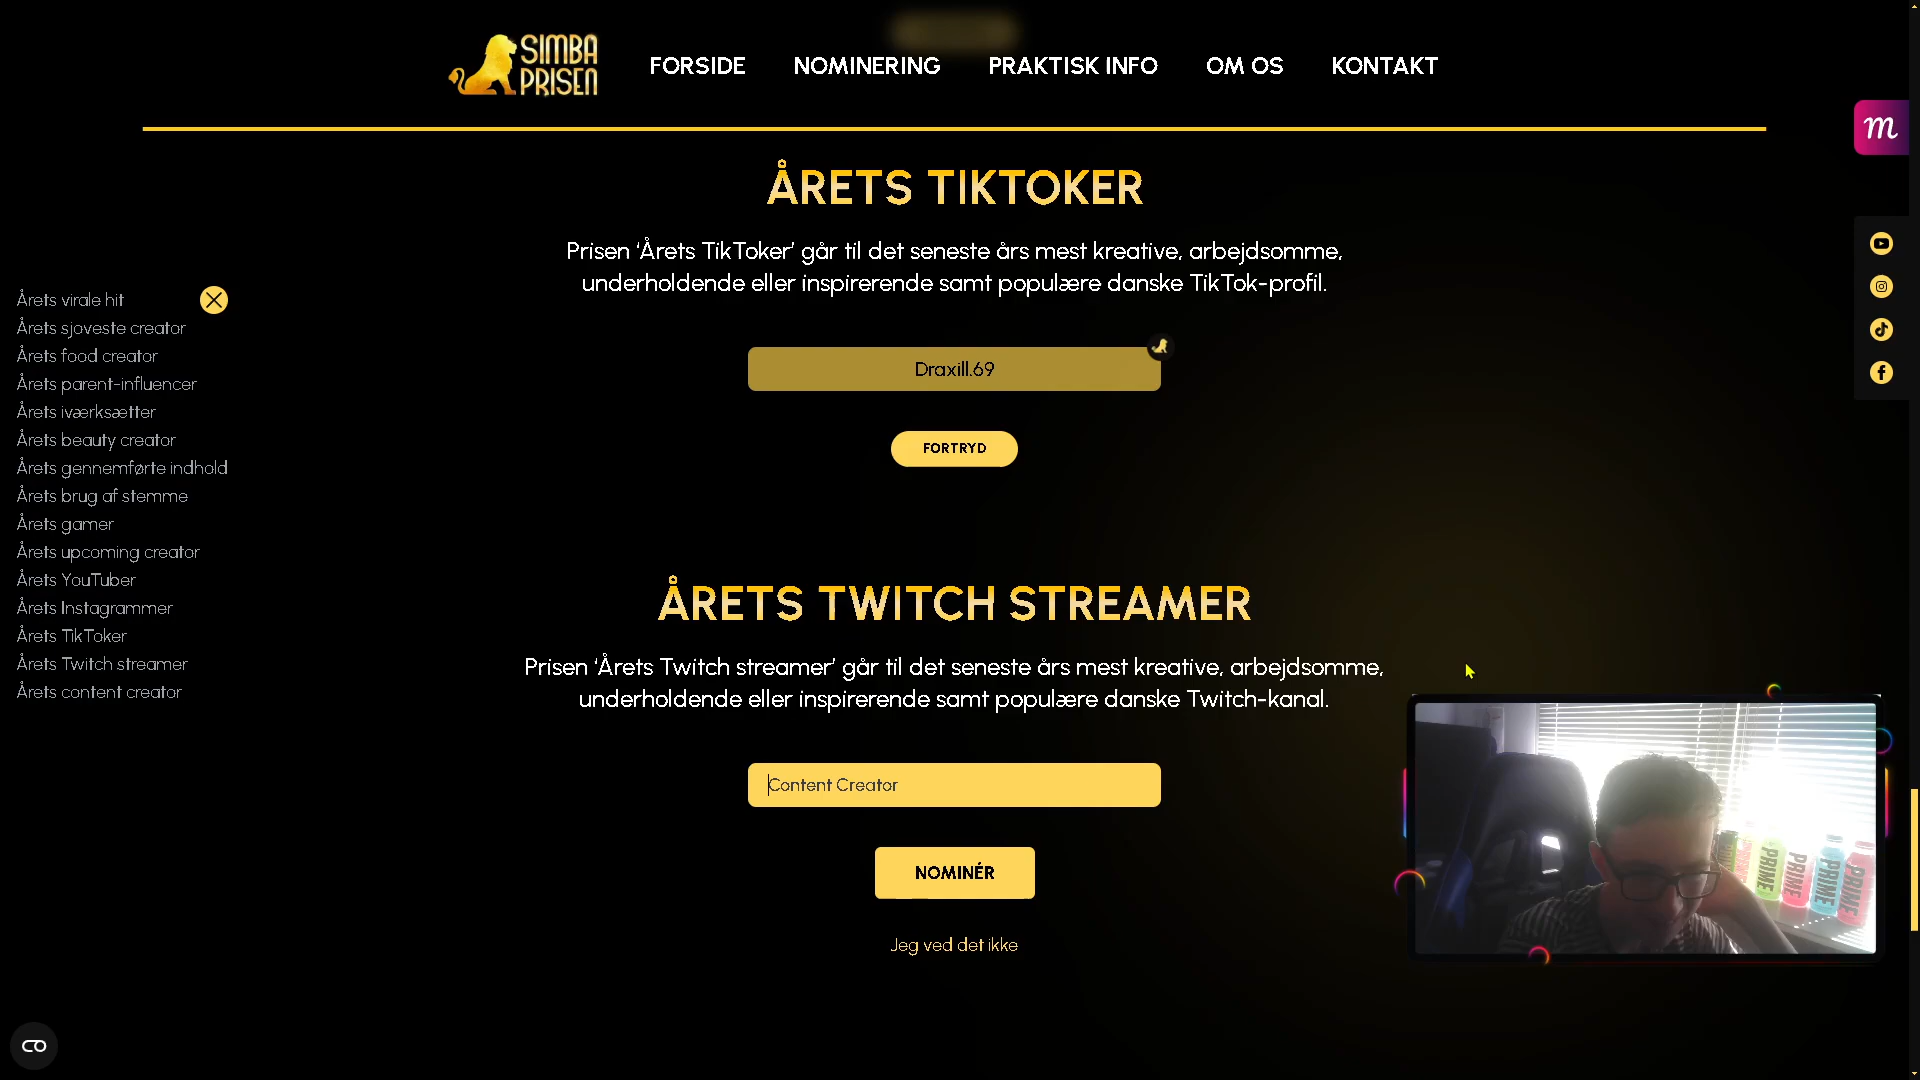 SIMBA
PRISEN
FORSIDE
NOMINERING
PRAKTISK INFO
OM OS
KONTAKT
m
ÅRETS TIKTOKER
Prisen ‘Årets TikToker’ går til det seneste års mest kreative, arbejdsomme,
underholdende eller inspirerende samt populære danske TikTok-profil.
Draxill.69
FORTRYD
Årets virale hit
Årets sjoveste creator
Årets food creator
Årets parent-influencer
Årets iværksætter
Årets beauty creator
Årets gennemførte indhold
Årets brug af stemme
Årets gamer
Årets upcoming creator
Årets YouTuber
Årets Instagrammer
Årets TikToker
Årets Twitch streamer
Årets content creator
ÅRETS TWITCH STREAMER
Prisen ‘Årets Twitch streamer’ går til det seneste års mest kreative, arbejdsomme,
underholdende eller inspirerende samt populære danske Twitch-kanal.
Content Creator
NOMINÉR
Jeg ved det ikke
PRIME
PRIME
PRIME
PRIME